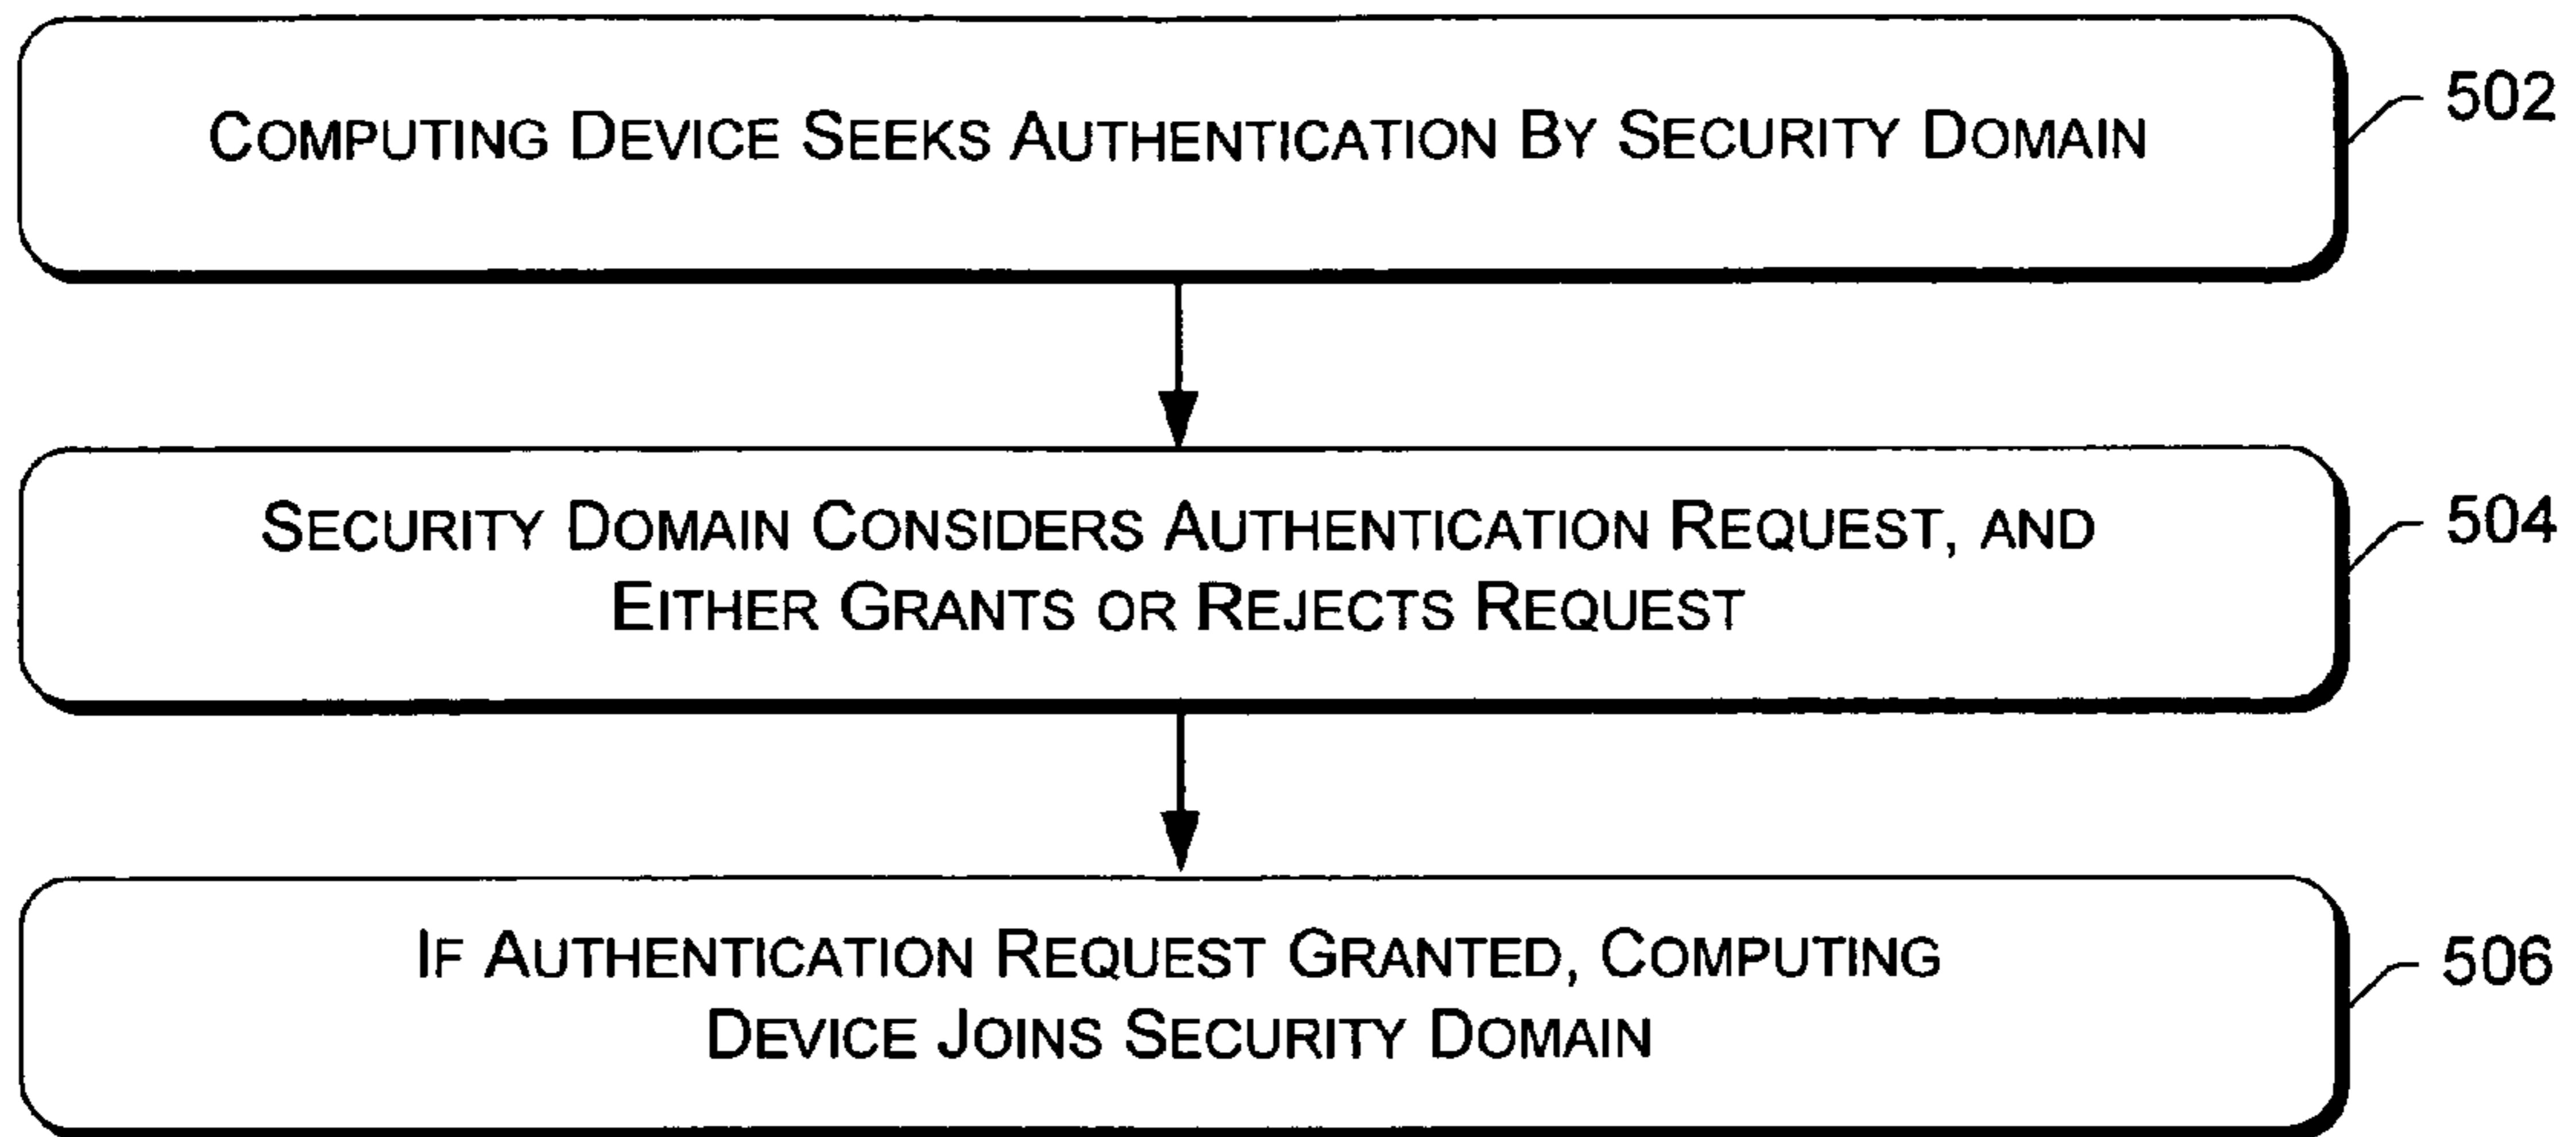 COMPUTING DEVICE SEEKS AUTHENTICATION BY SECURITY DOMAIN
502
SECURITY DOMAIN CONSIDERS AUTHENTICATION REQUEST, AND
EITHER GRANTS OR REJECTS REQUEST
504
IF AUTHENTICATION REQUEST GRANTED, COMPUTING
DEVICE JOINS SECURITY DOMAIN
506